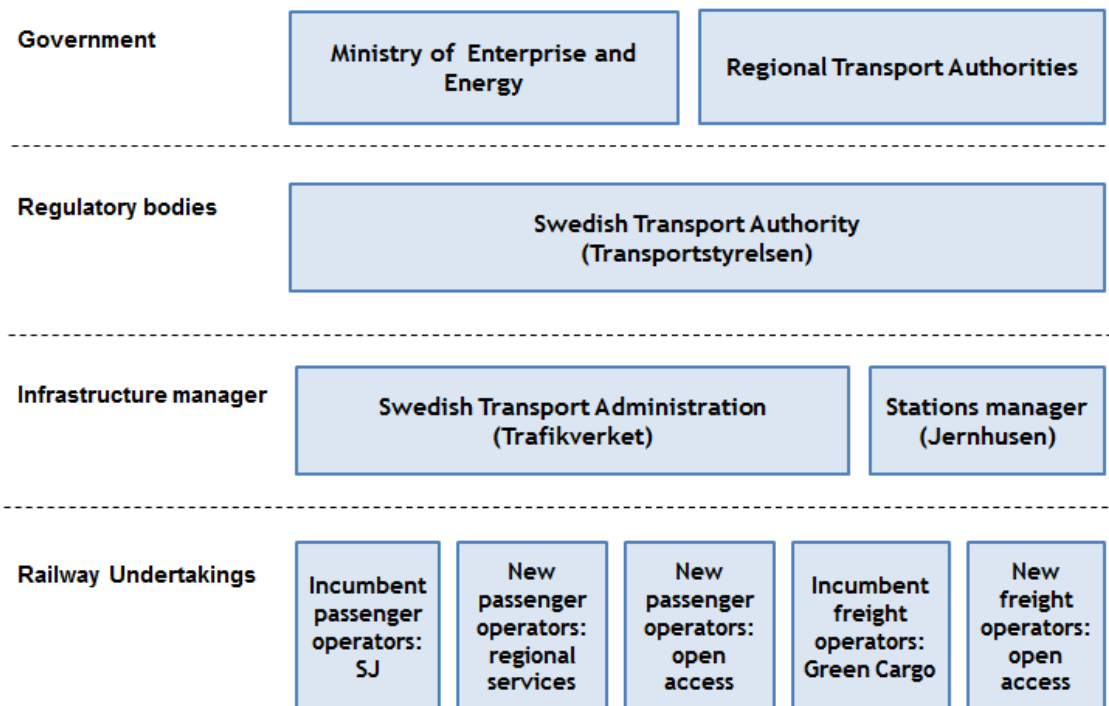 Government
Ministry of Enterprise and
Energy
Regional Transport Authorities
Regulatory bodies
Swedish Transport Authority
(Transportstyrelsen)
Infrastructure manager
Swedish Transport Administration
(Trafikverket)
Stations manager
(Jernhusen)
Railway Undertakings
Incumbent
passenger
operators:
SJ
New
passenger
operators:
regional
services
New
passenger
operators:
open
access
Incumbent
freight
operators:
Green Cargo
New
freight
operators:
open
access